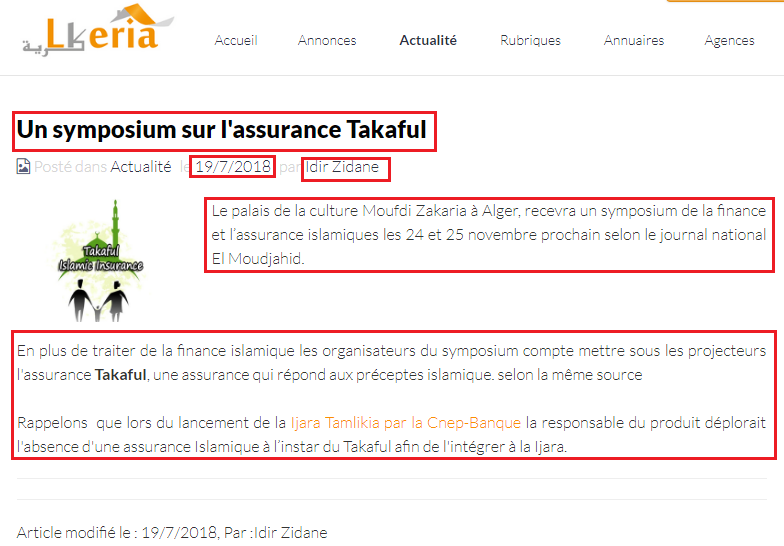 Lkeria
لكرية
Accueil Annonces Actualité Rubriques Annuaires Agences
Un symposium sur l'assurance Takaful
Posté dans Actualité le 19/7/2018 par Idir Zidane
Takaful
Islamic Insurance
Le palais de la culture Moufdi Zakaria à Alger, recevra un symposium de la finance
et l'assurance islamiques les 24 et 25 novembre prochain selon le journal national
El Moudjahid.
En plus de traiter de la finance islamique les organisateurs du symposium compte mettre sous les projecteurs
l'assurance Takaful, une assurance qui répond aux préceptes islamique. selon la même source
Rappelons que lors du lancement de la Ijara Tamlikia par la Cnep-Banque la responsable du produit déplorait
l'absence d'une assurance Islamique à l'instar du Takaful afin de l'intégrer à la Ijara.
Article modifié le : 19/7/2018, Par :Idir Zidane